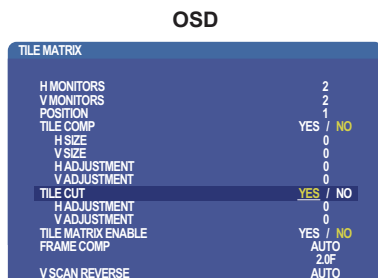 OSD
TILE MATRIX
H MONITORS 2
V MONITORS 2
POSITION 1
TILE COMP YES / NO
H SIZE 0
V SIZE 0
H ADJUSTMENT 0
V ADJUSTMENT 0
TILE CUT YES / NO
H ADJUSTMENT 0
V ADJUSTMENT 0
TILE MATRIX ENABLE YES / NO
FRAME COMP AUTO
2.0F
V SCAN REVERSE AUTO